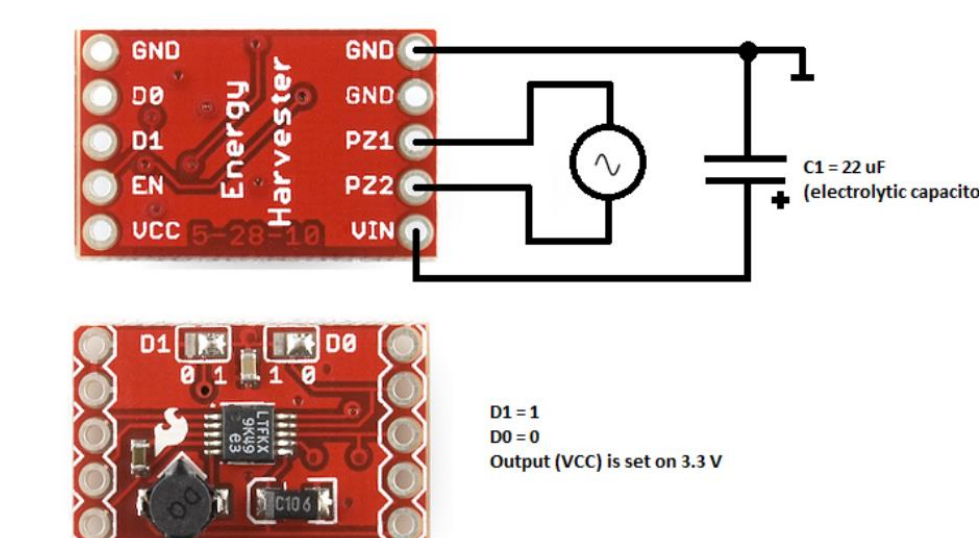 GND
GND
D0
GND
D1
PZ1
EN
PZ2
VCC
VIN
Energy
Harvester
5-28-10
C1 = 22 uF
(electrolytic capacito
D1
D0
0 1
1 0
LTFKX
9K49
e3
C106
DQ
D1 = 1
D0 = 0
Output (VCC) is set on 3.3 V